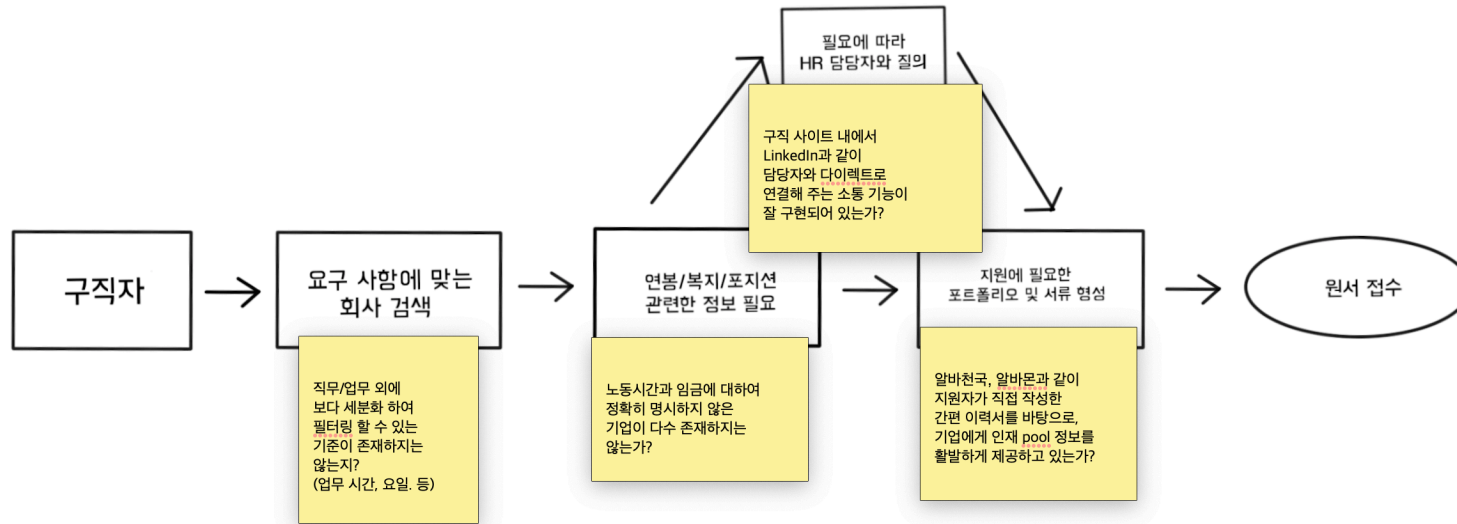 필요에 따라
HR 담당자와 질의
구직 사이트 내에서
LinkedIn과 같이
담당자와 다이렉트로
연결해 주는 소통 기능이
잘 구현되어 있는가?
구직자
요구 사항에 맞는
회사 검색
연봉/복지/포지션
관련한 정보 필요
지원에 필요한
포트폴리오 및 서류 형성
원서 접수
직무/업무 외에
보다 세분화 하여
필터링 할 수 있는
기준이 존재하지는
않는지?
(업무 시간, 요일. 등)
노동시간과 임금에 대하여
정확히 명시하지 않은
기업이 다수 존재하지는
않는가?
알바천국, 알바몬과 같이
지원자가 직접 작성한
간편 이력서를 바탕으로,
기업에게 인재 pool 정보를
활발하게 제공하고 있는가?